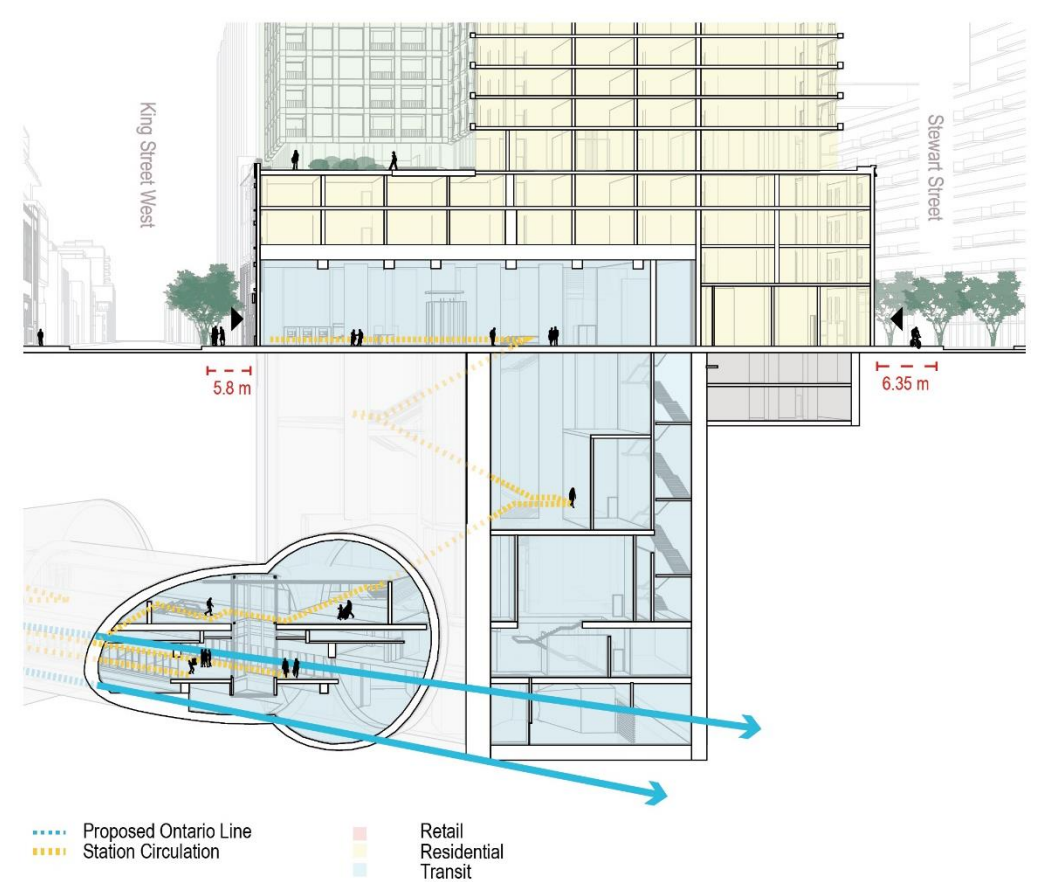 King Street West
Stewart Street
5.8 m
6.35 m
Proposed Ontario Line
Station Circulation
Retail
Residential
Transit